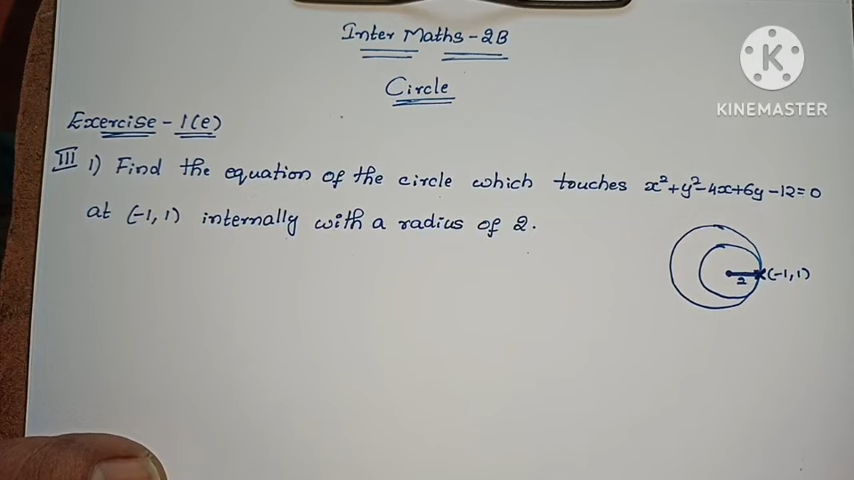 Inter Maths-2B
Circle
KINEMASTER
Exercise-1(e)
III 1) Find the equation of the circle which touches x²+y²-4x+6y-12=0
at (-1,1) internally with a radius of 2.
2 (-1,1)